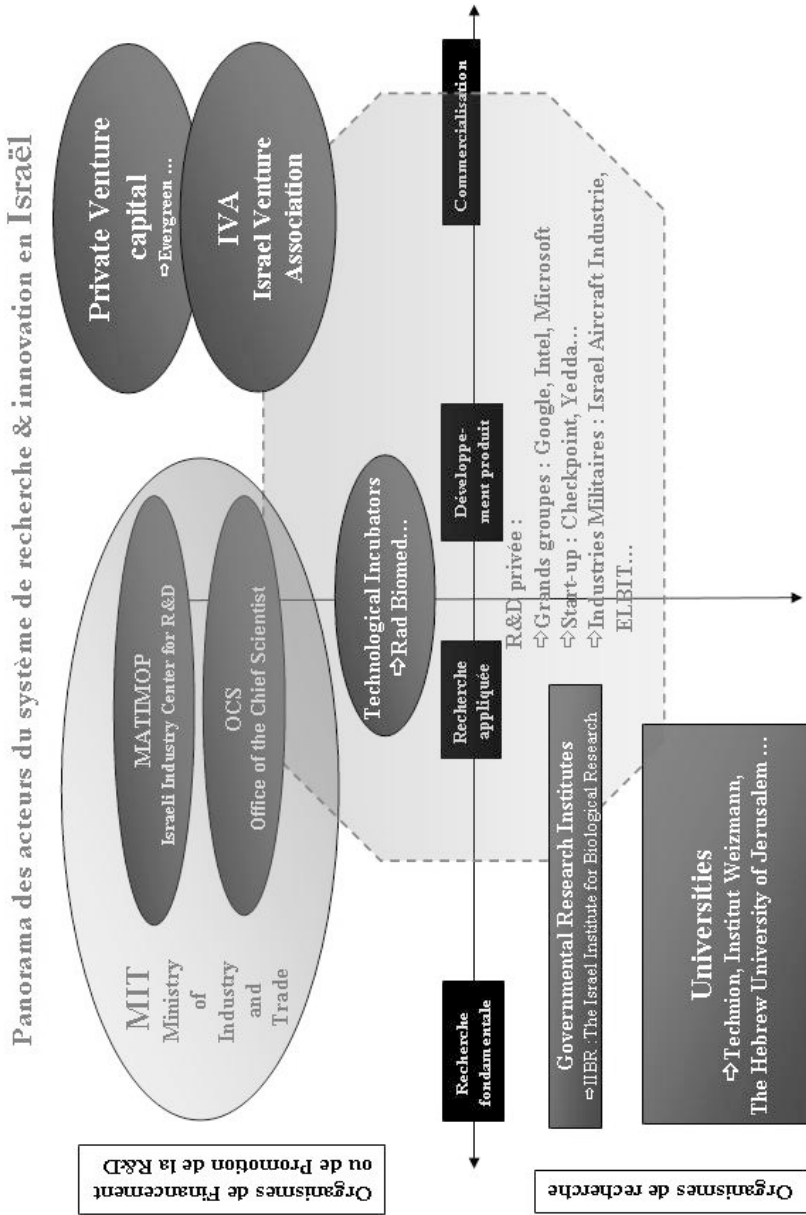 Panorama des acteurs du système de recherche & innovation en Israël
Organismes de Financement
ou de Promotion de la R&D
MIT
Ministry
of
Industry
and
Trade
MATIMOP
Israeli Industry Center for R&D
OCS
Office of the Chief Scientist
Private Venture
capital
⇨Evergreen ...
IVA
Israel Venture
Association
Technological Incubators
⇨Rad Biomed...
Recherche
fondamentale
Recherche
appliquée
Développe-
ment produit
Commercialisation
Organismes de recherche
R&D privée :
⇨Grands groupes : Google, Intel, Microsoft
⇨Start-up : Checkpoint, Yedda...
⇨Industries Militaires : Israel Aircraft Industrie,
ELBIT...
Governmental Research Institutes
⇨IIBR : The Israel Institute for Biological Research
Universities
⇨Technion, Institut Weizmann,
The Hebrew University of Jerusalem ...